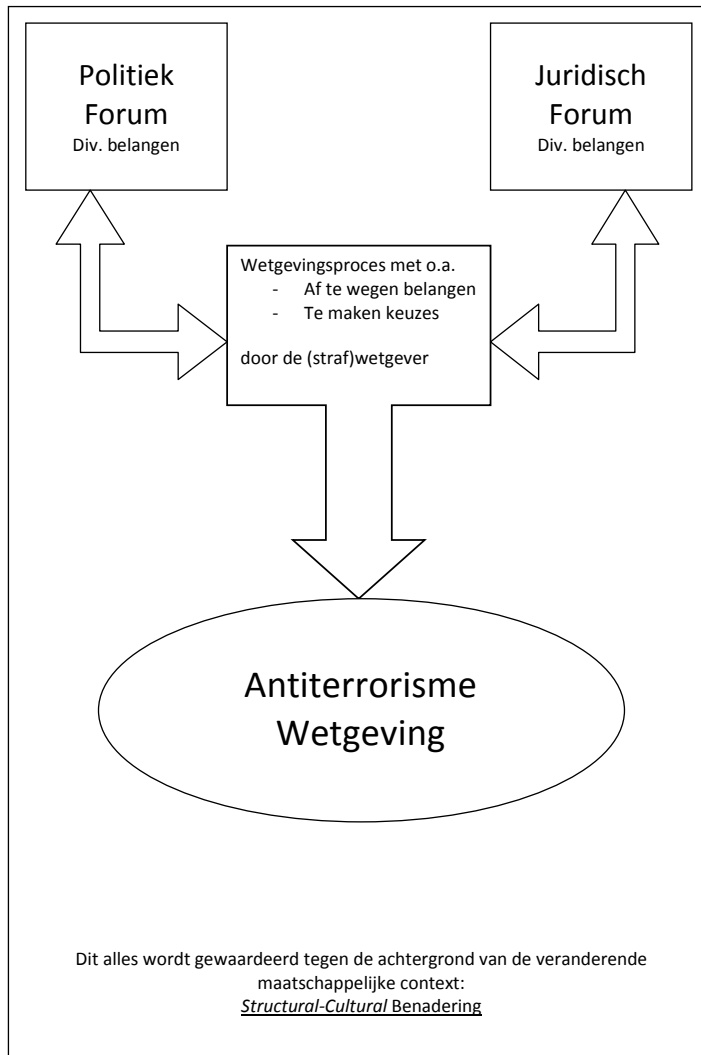 Politiek
Forum
Div. belangen
Juridisch
Forum
Div. belangen
Wetgevingsproces met o.a.
- Af te wegen belangen
- Te maken keuzes
door de (straf)wetgever
Antiterrorisme
Wetgeving
Dit alles wordt gewaardeerd tegen de achtergrond van de veranderende
maatschappelijke context:
Structural-Cultural Benadering